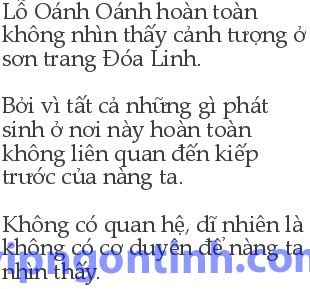 Lỗ Oánh Oánh hoàn toàn
không nhìn thấy cảnh tượng ở
sơn trang Đóa Linh.
Bởi vì tất cả những gì phát
sinh ở nơi này hoàn toàn
không liên quan đến kiếp
trước của nàng ta.
Không có quan hệ, dĩ nhiên là
không có cơ duyên để nàng ta
nhìn thấy.
vipngontinh.com